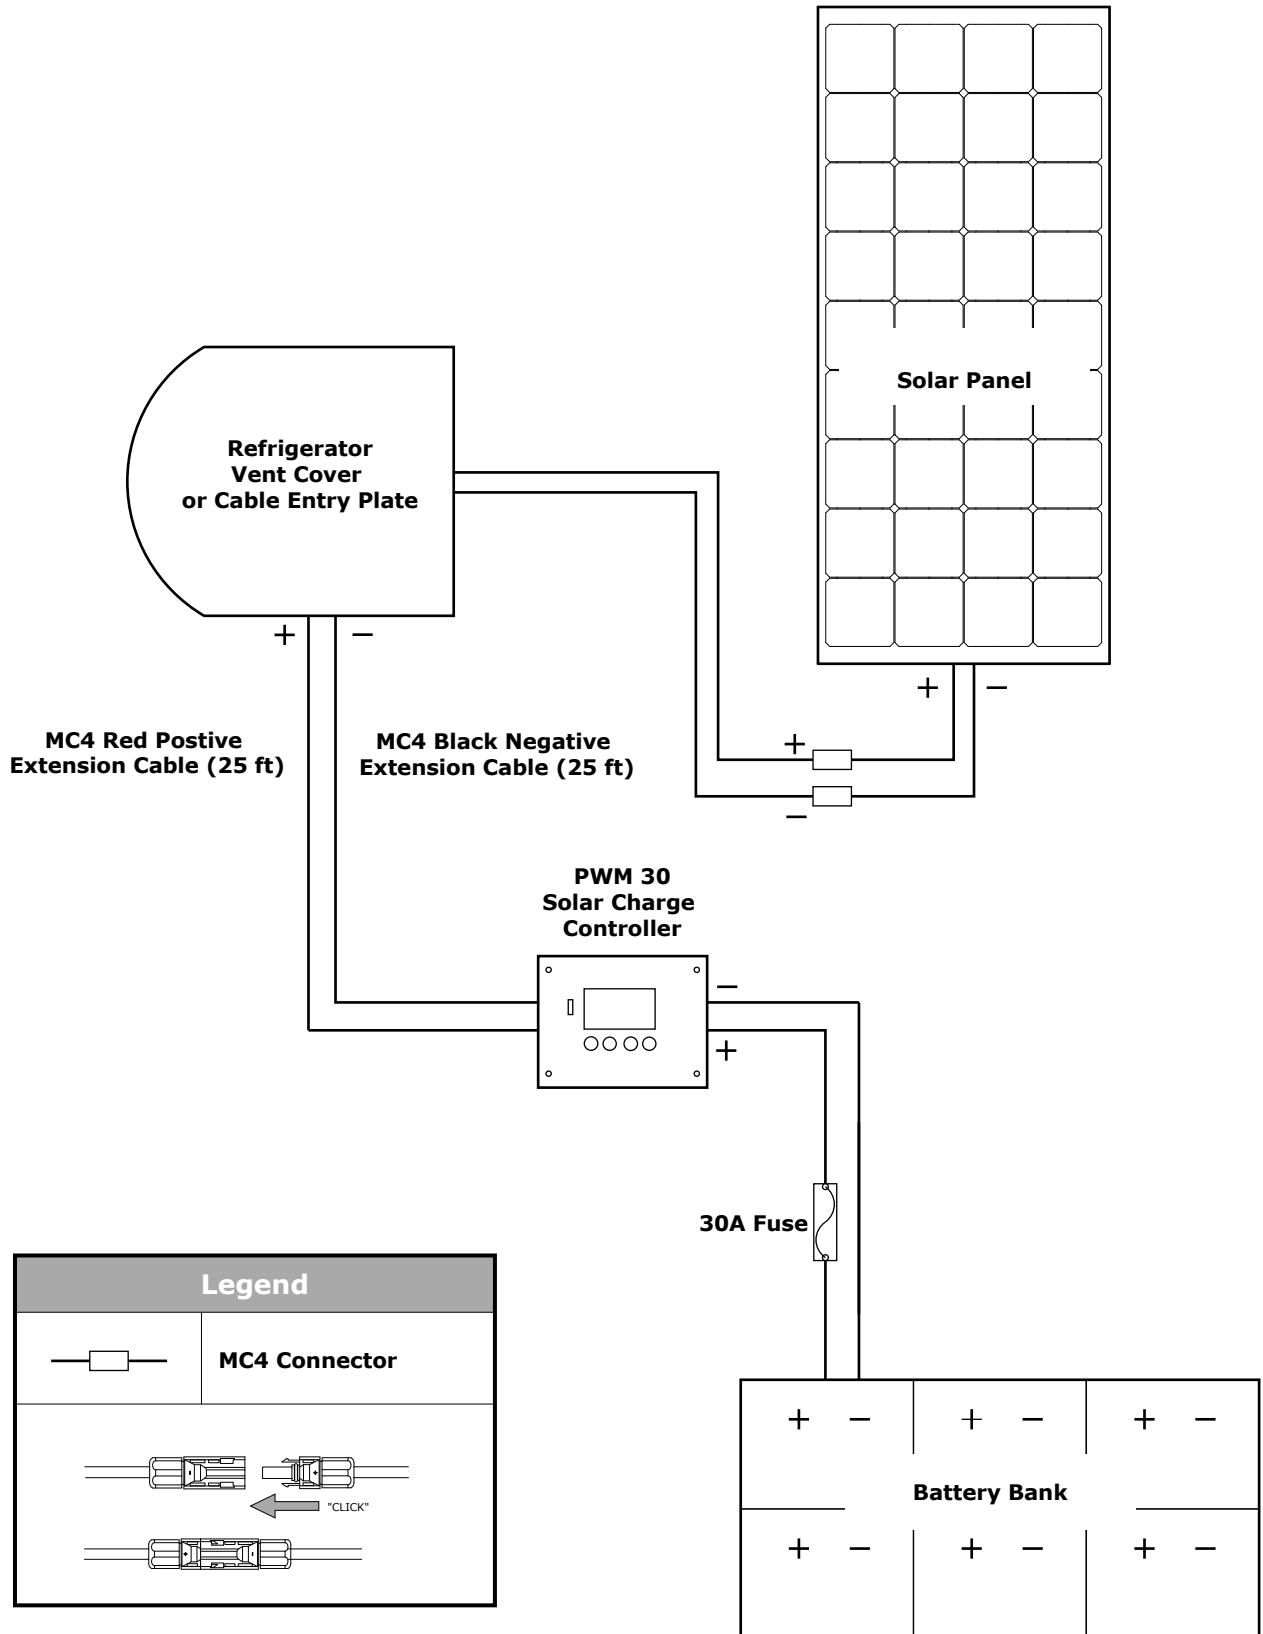 Solar Panel
Refrigerator
Vent Cover
or Cable Entry Plate
+ −
+ −
MC4 Red Postive
Extension Cable (25 ft)
MC4 Black Negative
Extension Cable (25 ft)
+
−
PWM 30
Solar Charge
Controller
−
+
30A Fuse
Legend
MC4 Connector
- +
"CLICK"
+ -
+ − + − + −
Battery Bank
+ − + − + −